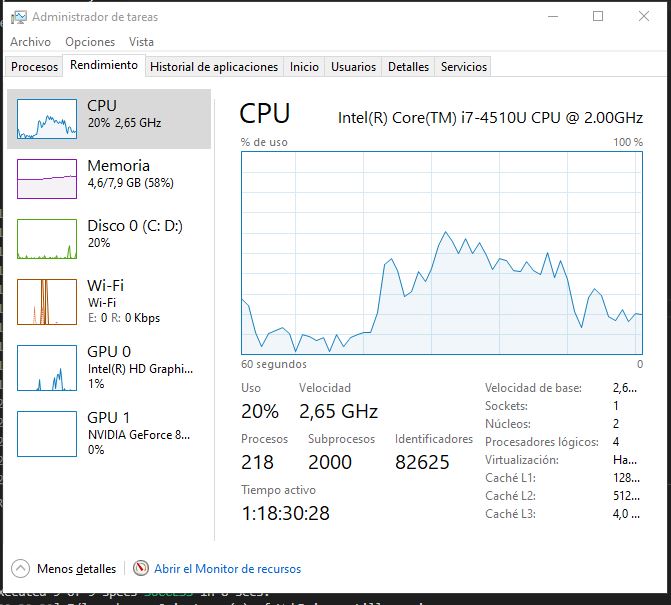 Administrador de tareas
Archivo Opciones Vista
Procesos Rendimiento Historial de aplicaciones Inicio Usuarios Detalles Servicios
CPU
20% 2,65 GHz
Memoria
4,6/7,9 GB (58%)
Disco 0 (C: D:)
20%
Wi-Fi
Wi-Fi
E: 0 R: 0 Kbps
GPU 0
Intel(R) HD Graphi...
1%
GPU 1
NVIDIA GeForce 8...
0%
CPU Intel(R) Core(TM) i7-4510U CPU @ 2.00GHz
% de uso 100 %
60 segundos 0
Uso Velocidad
20% 2,65 GHz
Procesos Subprocesos Identificadores
218 2000 82625
Tiempo activo
1:18:30:28
Velocidad de base: 2,6...
Sockets: 1
Núcleos: 2
Procesadores lógicos: 4
Virtualización: Ha...
Caché L1: 128...
Caché L2: 512...
Caché L3: 4,0 ...
Menos detalles Abrir el Monitor de recursos